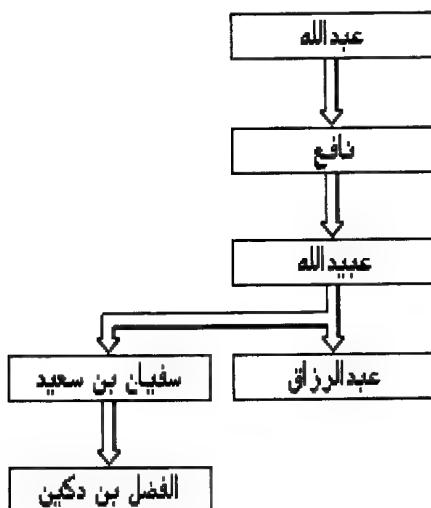 عبدالله
نافع
عبيدالله
عبدالرزاق
سفيان بن سعيد
الفضل بن دكين